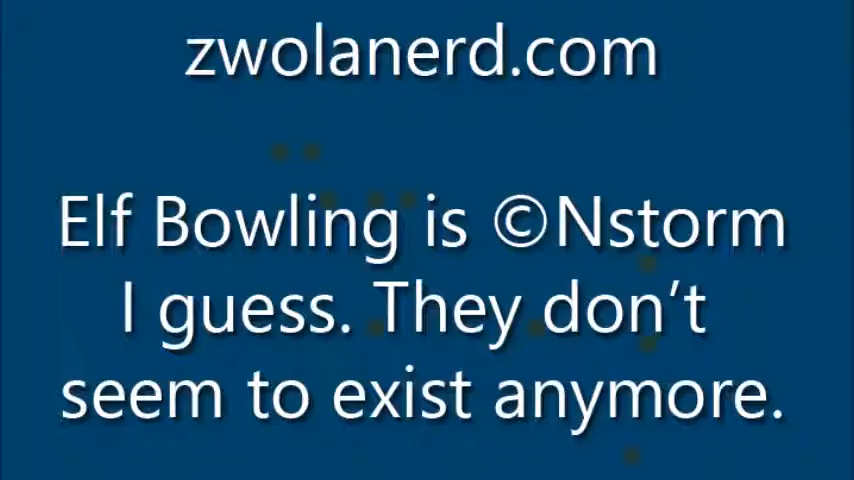 zwolanerd.com
Elf Bowling is ©Nstorm
I guess. They don’t
seem to exist anymore.